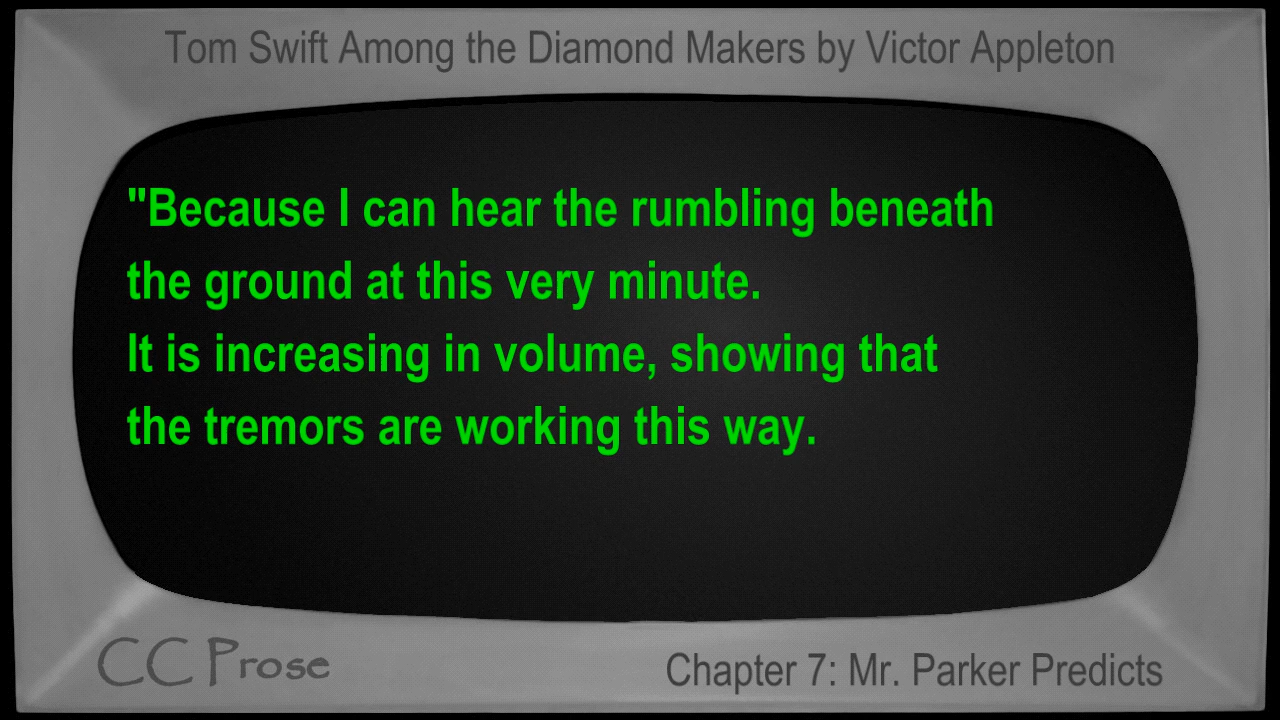 Tom Swift Among the Diamond Makers by Victor Appleton
"Because I can hear the rumbling beneath
the ground at this very minute.
It is increasing in volume, showing that
the tremors are working this way.
CC Prose
Chapter 7: Mr. Parker Predicts